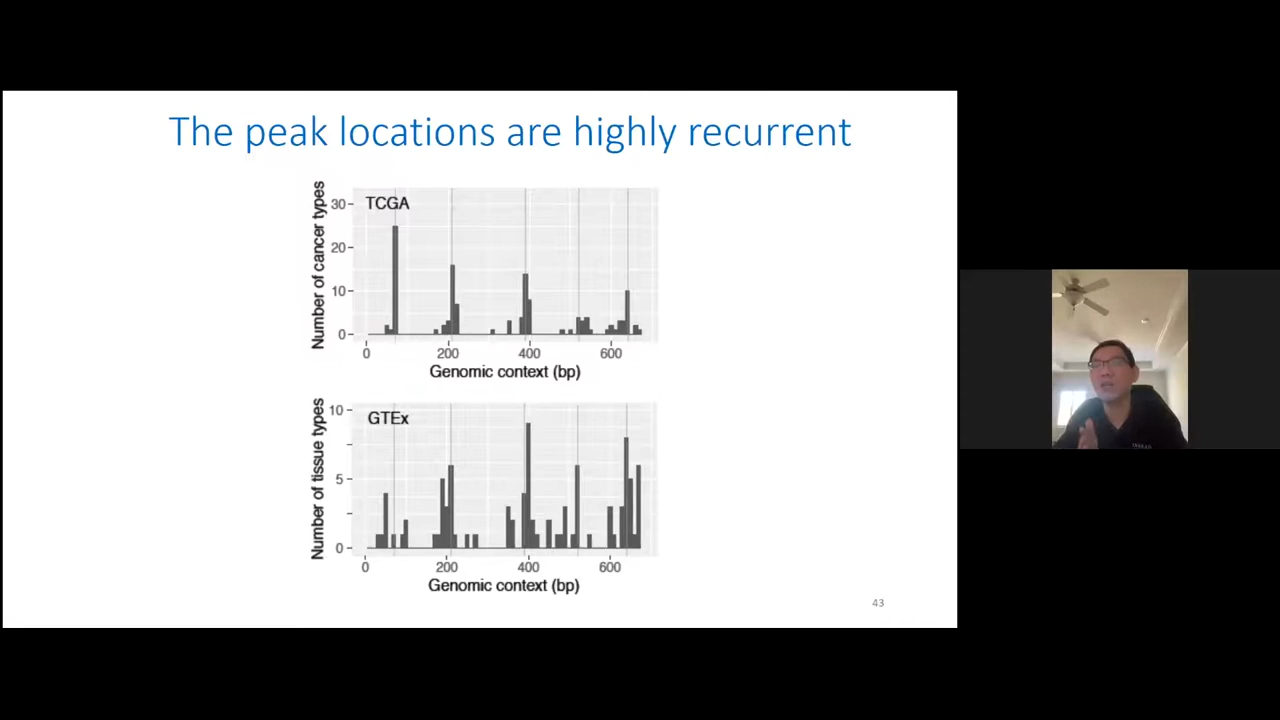 The peak locations are highly recurrent
Number of cancer types
30
20
10
0
TCGA
0 200 400 600
Genomic context (bp)
Number of tissue types
10
5
0
GTEx
0 200 400 600
Genomic context (bp)
43